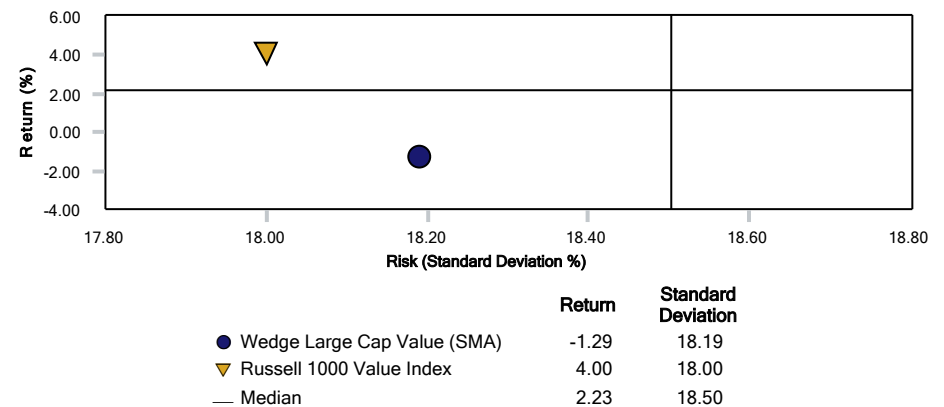 6.00
4.00
2.00
0.00
-2.00
-4.00
Return (%)
17.80 18.00 18.20 18.40 18.60 18.80
Risk (Standard Deviation %)
Return Standard Deviation
Wedge Large Cap Value (SMA) -1.29 18.19
Russell 1000 Value Index 4.00 18.00
Median 2.23 18.50